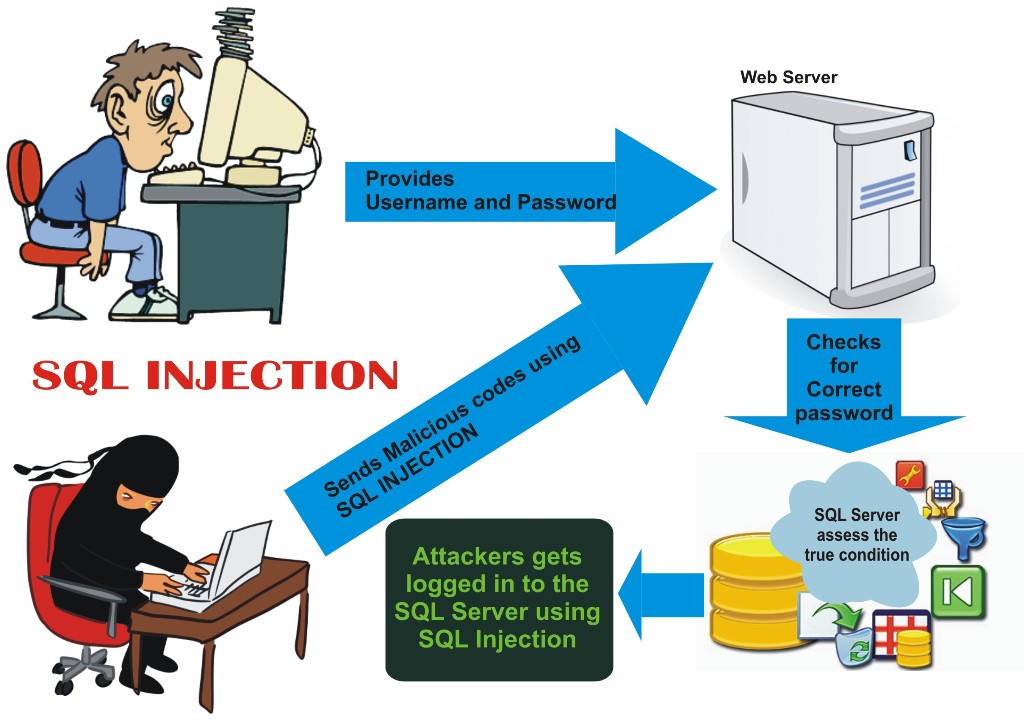 Web Server
Provides
Username and Password
Checks
for
Correct
password
SQL INJECTION
Sends Malicious codes using
SQL INJECTION
SQL Server
assess the
true condition
Attackers gets
logged in to the
SQL Server using
SQL Injection